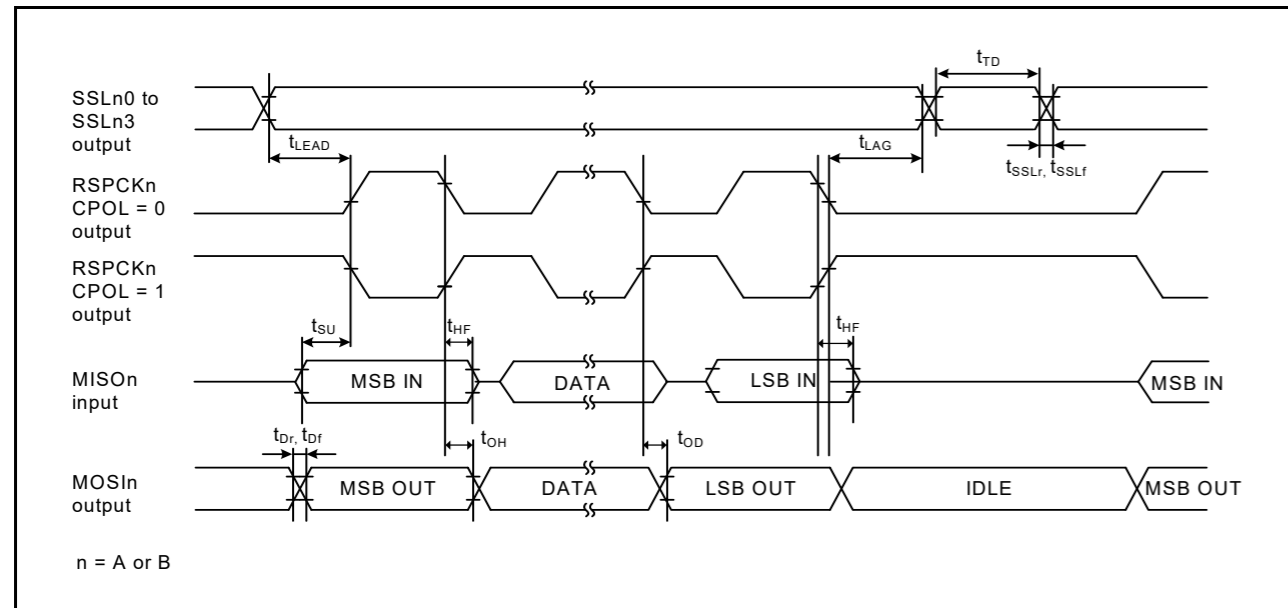 tTD
SSLn0 to
SSLn3
output
tLEAD
tLAG
tSSLr, tSSLf
RSPCKn
CPOL = 0
output
RSPCKn
CPOL = 1
output
tSU
tHF
tHF
MISOn
input
MSB IN
DATA
LSB IN
MSB IN
tDr, tDf
tOH
tOD
MOSIn
output
MSB OUT
DATA
LSB OUT
IDLE
MSB OUT
n = A or B